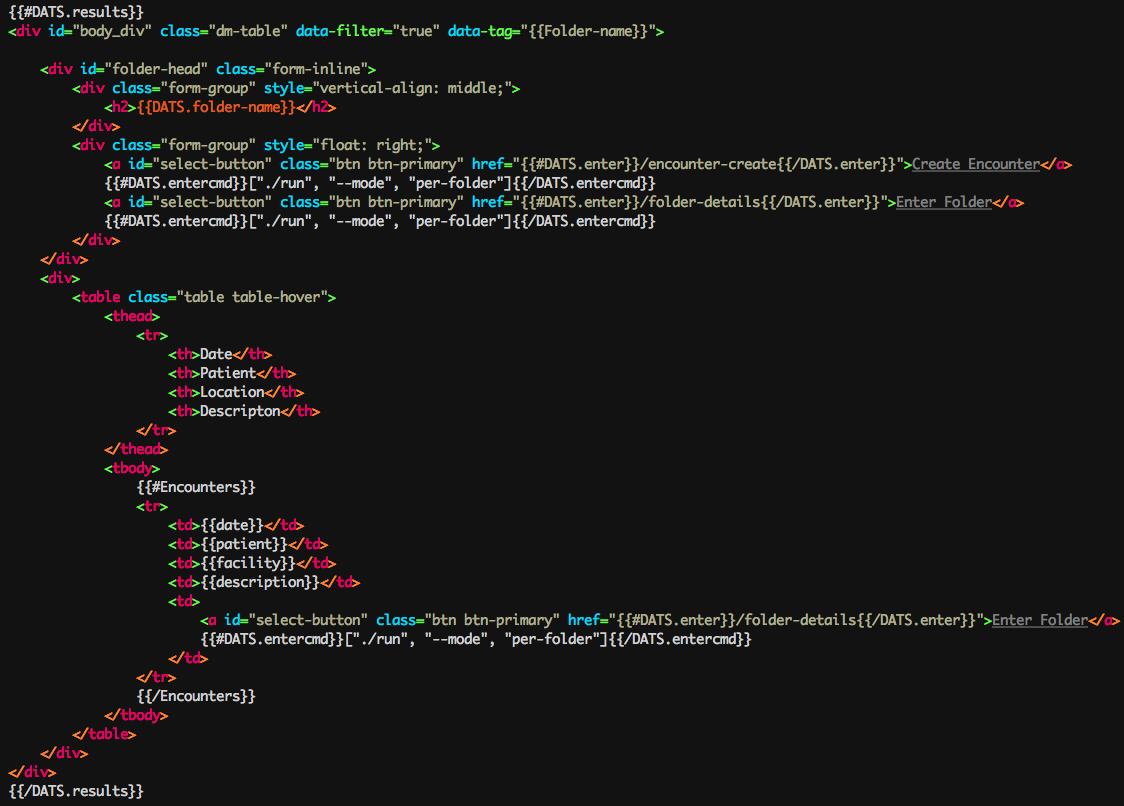 {{#DATS.results}}
<div id="body_div" class="dm-table" data-filter="true" data-tag="{{Folder-name}}">
    <div id="folder-head" class="form-inline">
        <div class="form-group" style="vertical-align: middle;">
            <h2>{{DATS.folder-name}}</h2>
        </div>
        <div class="form-group" style="float: right;">
            <a id="select-button" class="btn btn-primary" href="{{#DATS.enter}}/encounter-create{{/DATS.enter}}">Create Encounter</a>
            {{#DATS.entercmd}}["./run", "--mode", "per-folder"]{{/DATS.entercmd}}
            <a id="select-button" class="btn btn-primary" href="{{#DATS.enter}}/folder-details{{/DATS.enter}}">Enter Folder</a>
            {{#DATS.entercmd}}["./run", "--mode", "per-folder"]{{/DATS.entercmd}}
        </div>
    </div>
    <div>
        <table class="table table-hover">
            <thead>
                <tr>
                    <th>Date</th>
                    <th>Patient</th>
                    <th>Location</th>
                    <th>Descripton</th>
                </tr>
            </thead>
            <tbody>
                {{#Encounters}}
                <tr>
                    <td>{{date}}</td>
                    <td>{{patient}}</td>
                    <td>{{facility}}</td>
                    <td>{{description}}</td>
                    <td>
                        <a id="select-button" class="btn btn-primary" href="{{#DATS.enter}}/folder-details{{/DATS.enter}}">Enter Folder</a>
                        {{#DATS.entercmd}}["./run", "--mode", "per-folder"]{{/DATS.entercmd}}
                    </td>
                </tr>
                {{/Encounters}}
            </tbody>
        </table>
    </div>
</div>
{{/DATS.results}}